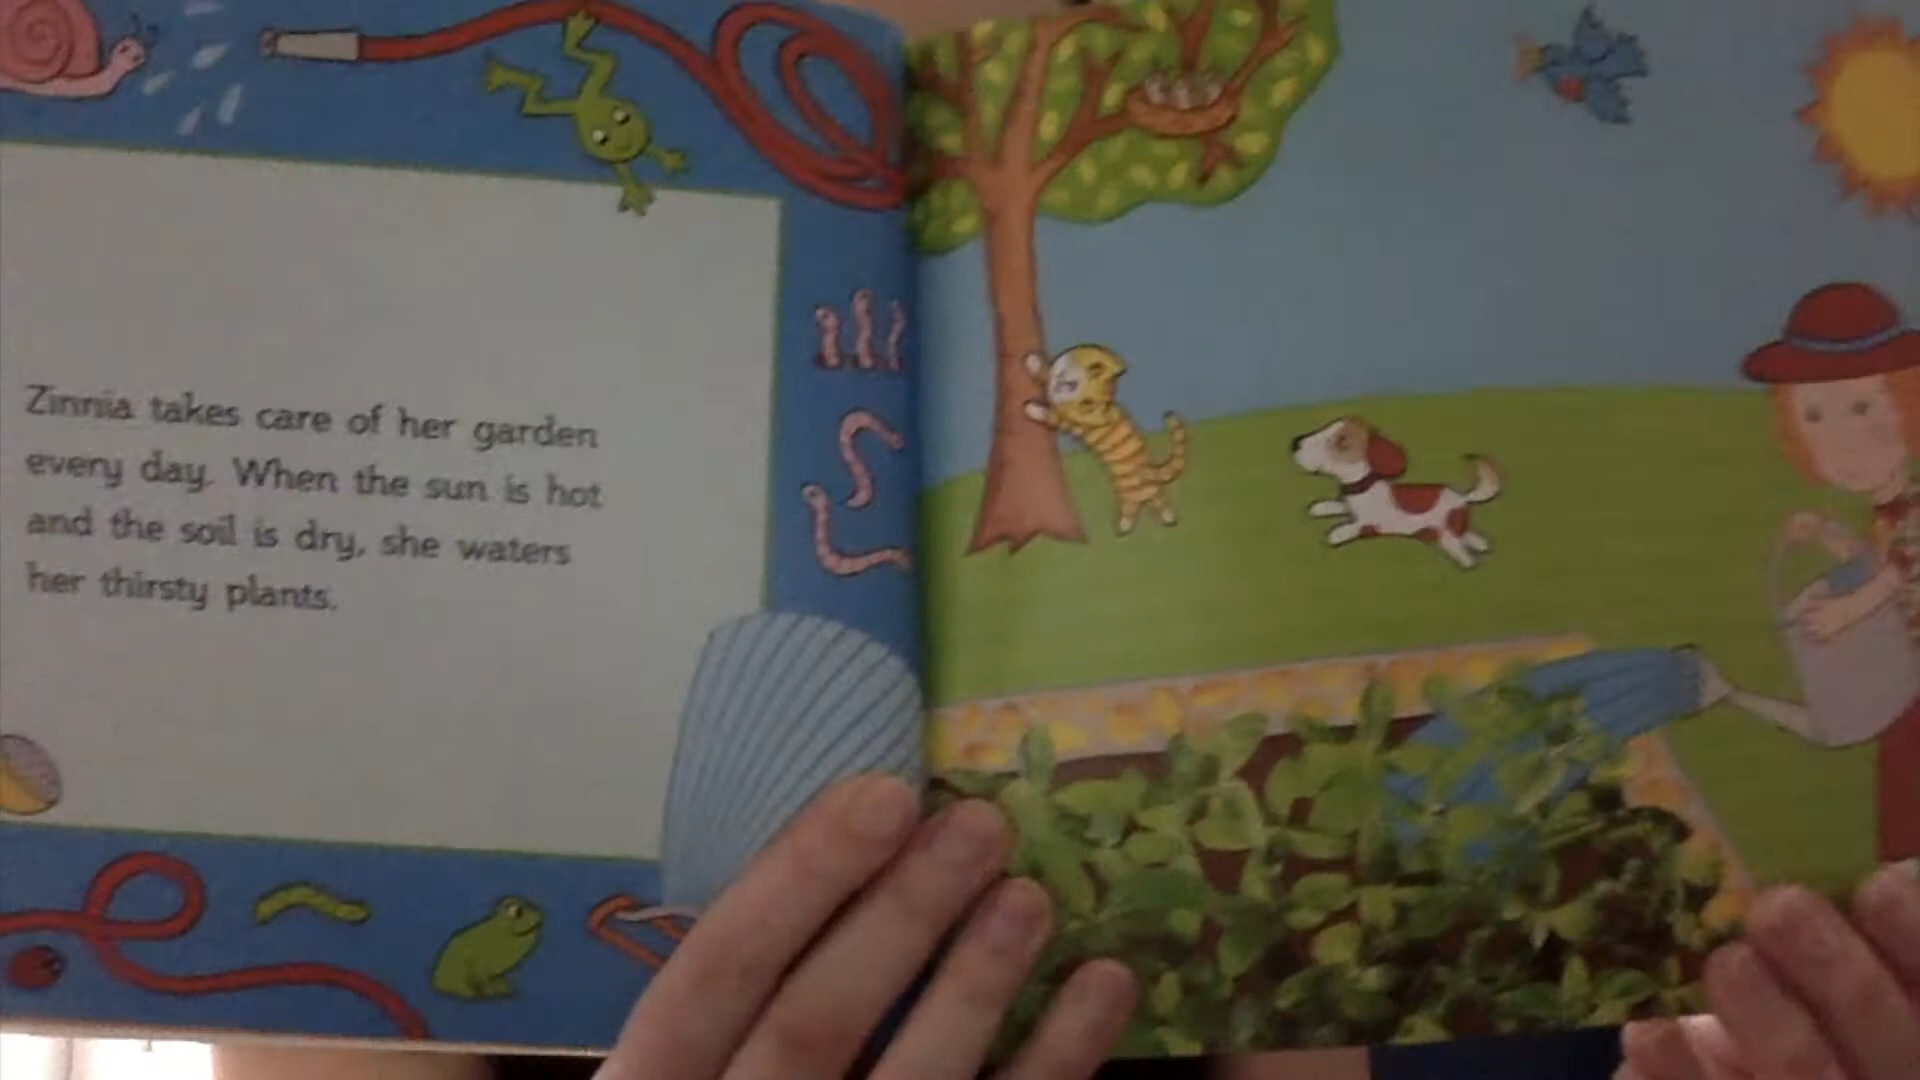 Zinnia takes care of her garden
every day. When the sun is hot
and the soil is dry, she waters
her thirsty plants.